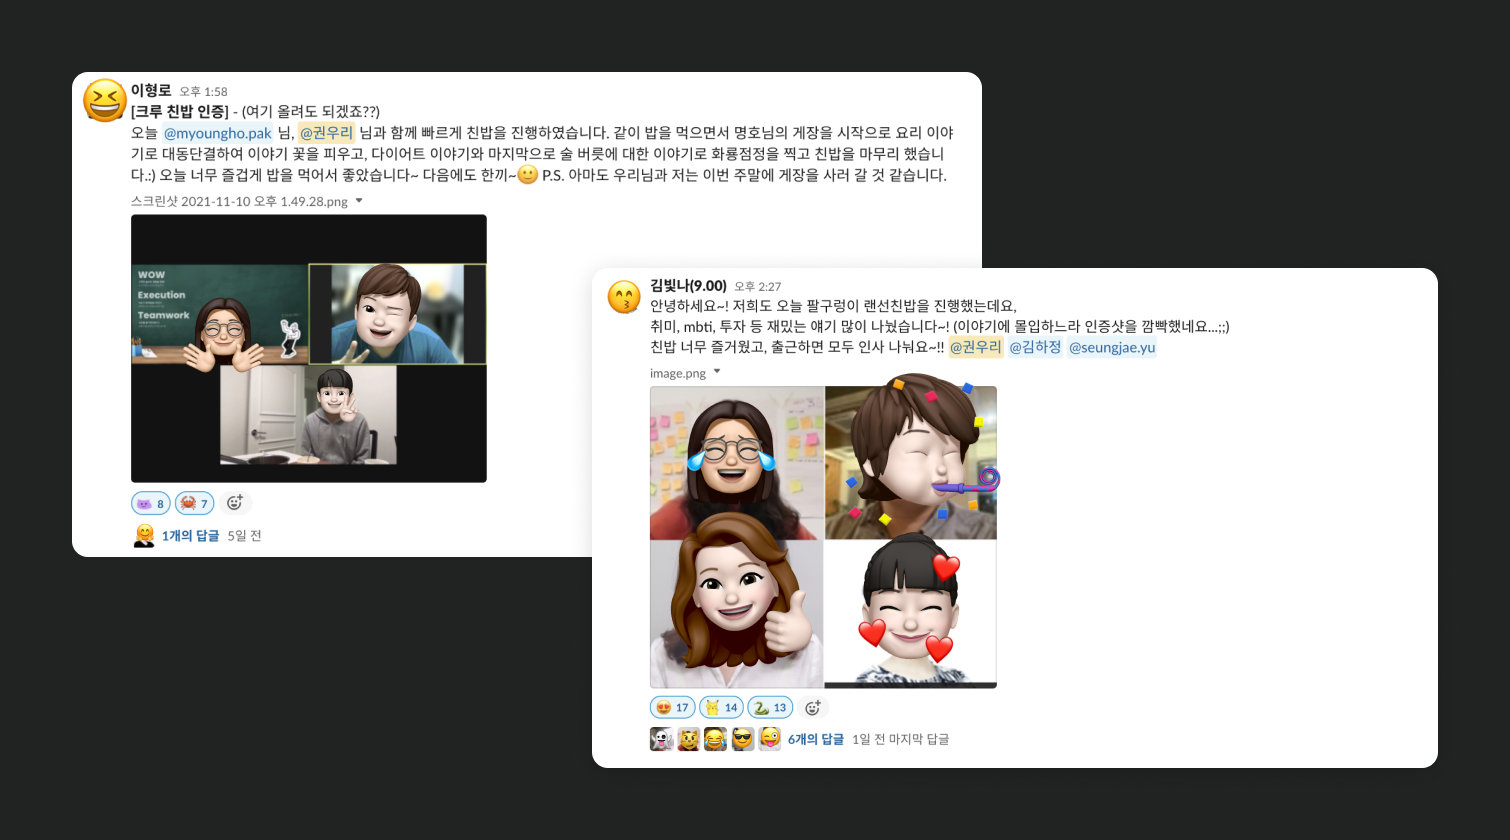 이형로 오후 1:58
[크루 친밥 인증] - (여기 올려도 되겠죠??)
오늘 @myoungho.pak 님, @권우리 님과 함께 빠르게 친밥을 진행하였습니다. 같이 밥을 먹으면서 명호님의 게장을 시작으로 요리 이야
기로 대동단결하여 이야기 꽃을 피우고, 다이어트 이야기와 마지막으로 술 버릇에 대한 이야기로 화룡점정을 찍고 친밥을 마무리 했습니
다.:) 오늘 너무 즐겁게 밥을 먹어서 좋았습니다~ 다음에도 한끼~🙂 P.S. 아마도 우리님과 저는 이번 주말에 게장을 사러 갈 것 같습니다.
스크린샷 2021-11-10 오후 1.49.28.png
WOW
Execution
Teamwork
8 7
1개의 답글 5일 전
김빛나(9.00) 오후 2:27
안녕하세요~! 저희도 오늘 팔구렁이 랜선친밥을 진행했는데요,
취미, mbti, 투자 등 재밌는 얘기 많이 나눴습니다~! (이야기에 몰입하느라 인증샷을 깜빡했네요...;;)
친밥 너무 즐거웠고, 출근하면 모두 인사 나눠요~!! @권우리 @김하정 @seungjae.yu
image.png
17 14 13
6개의 답글 1일 전 마지막 답글